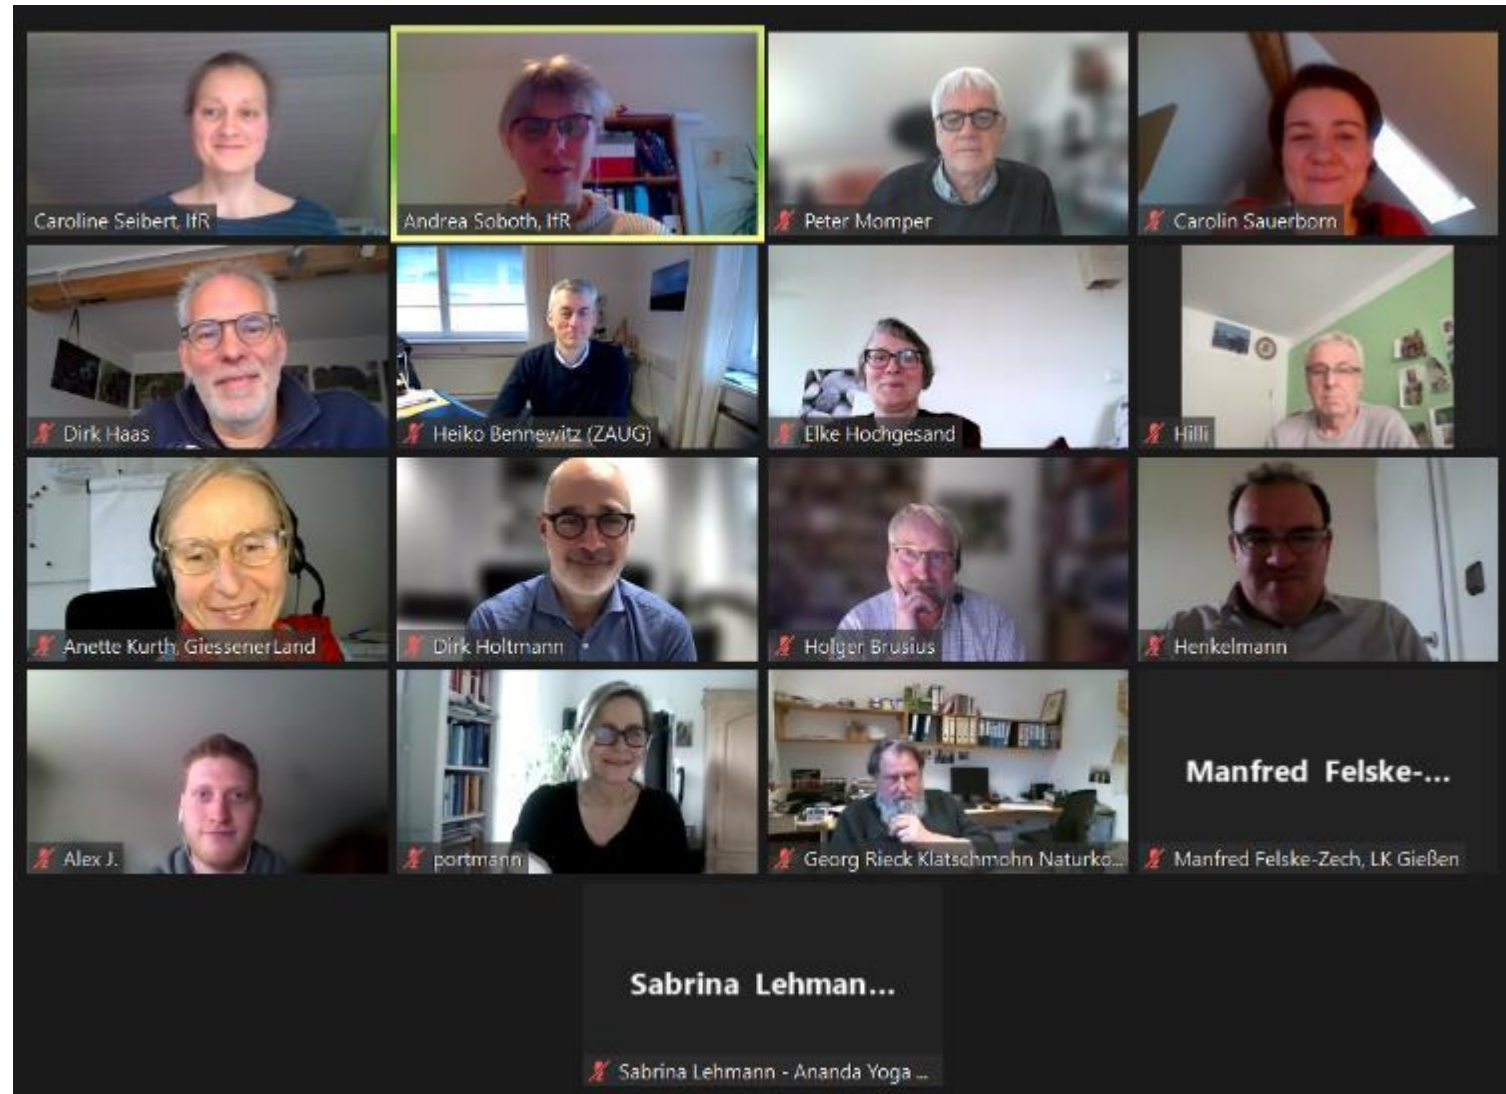 Caroline Seibert, IfR
Andrea Soboth, IfR
Peter Momper
Carolin Sauerborn
Dirk Haas
Heiko Bennewitz (ZAUG)
Elke Hochgesand
Hilli
Anette Kurth, GiessenerLand
Dirk Holtmann
Holger Brusius
Henkelmann
Alex J.
portmann
Georg Rieck Klatschmohn Naturko...
Manfred Felske-...
Manfred Felske-Zech, LK Gießen
Sabrina Lehman...
Sabrina Lehmann - Ananda Yoga ...